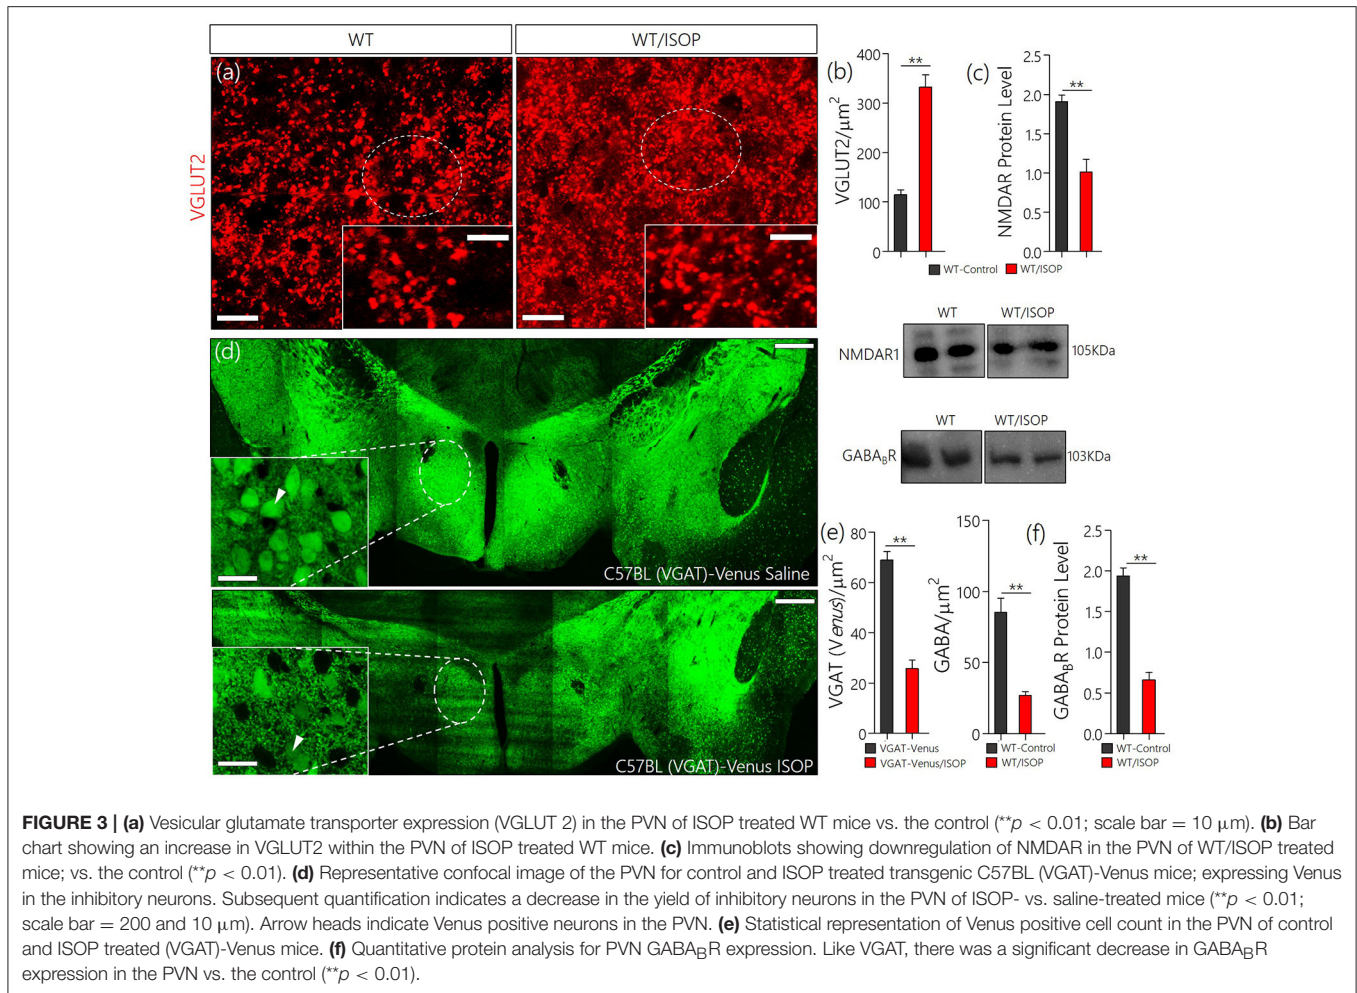 WT
WT/ISOP
(a)
VGLUT2
(b)
VGLUT2/μm²
400
300
200
100
0
**
(c)
NMDAR Protein Level
2.5
2.0
1.5
1.0
0.5
0.0
**
WT-Control
WT/ISOP
WT
WT/ISOP
NMDAR1
105KDa
WT
WT/ISOP
GABABR
103KDa
(d)
C57BL (VGAT)-Venus Saline
C57BL (VGAT)-Venus ISOP
(e)
VGAT (Venus)/μm²
80
60
40
20
0
**
VGAT-Venus
VGAT-Venus/ISOP
GABA/μm²
150
100
50
0
**
WT-Control
WT/ISOP
(f)
GABABR Protein Level
2.5
2.0
1.5
1.0
0.5
0.0
**
WT-Control
WT/ISOP
FIGURE 3 | (a) Vesicular glutamate transporter expression (VGLUT 2) in the PVN of ISOP treated WT mice vs. the control (**p < 0.01; scale bar = 10 μm). (b) Bar
chart showing an increase in VGLUT2 within the PVN of ISOP treated WT mice. (c) Immunoblots showing downregulation of NMDAR in the PVN of WT/ISOP treated
mice; vs. the control (**p < 0.01). (d) Representative confocal image of the PVN for control and ISOP treated transgenic C57BL (VGAT)-Venus mice; expressing Venus
in the inhibitory neurons. Subsequent quantification indicates a decrease in the yield of inhibitory neurons in the PVN of ISOP- vs. saline-treated mice (**p < 0.01;
scale bar = 200 and 10 μm). Arrow heads indicate Venus positive neurons in the PVN. (e) Statistical representation of Venus positive cell count in the PVN of control
and ISOP treated (VGAT)-Venus mice. (f) Quantitative protein analysis for PVN GABABR expression. Like VGAT, there was a significant decrease in GABABR
expression in the PVN vs. the control (**p < 0.01).